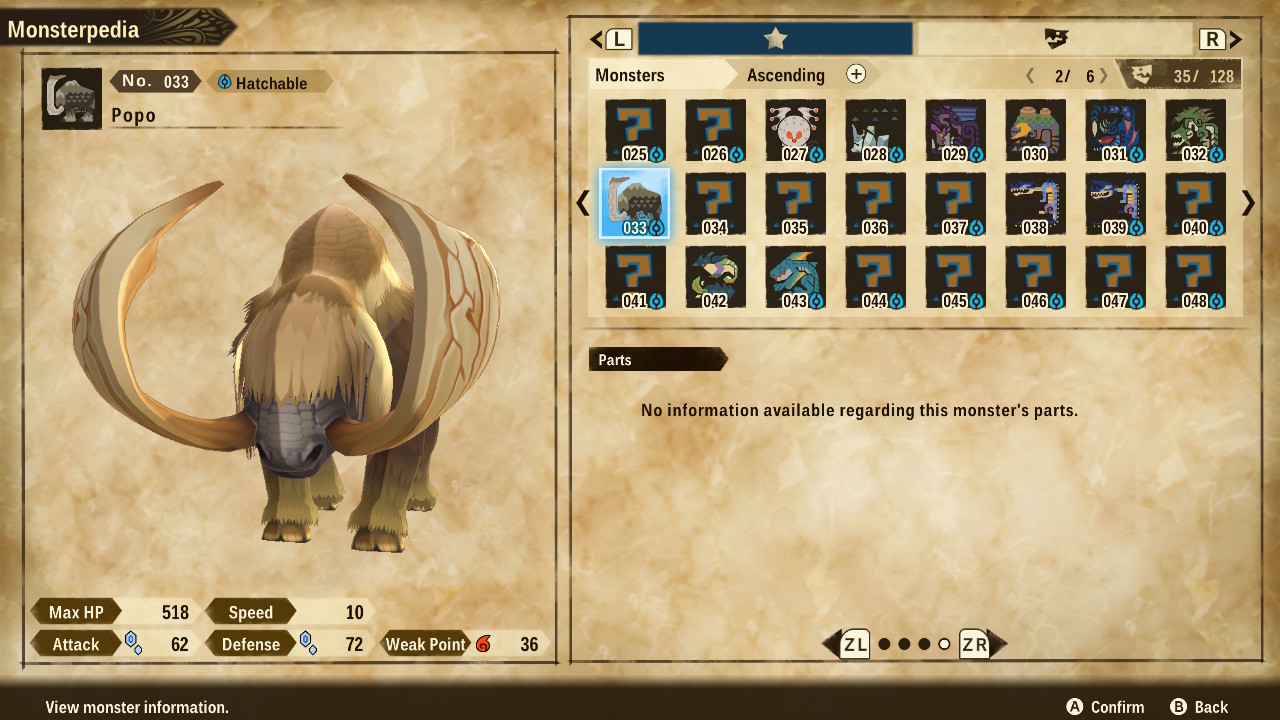 Monsterpedia
No. 033 Hatchable
Popo
Max HP 518 Speed 10
Attack 62 Defense 72 Weak Point 36
L R
Monsters Ascending + 2/ 6 35/ 128
? ?
025 026 027 028 029 030 031 032
? ? ? ? ?
033 034 035 036 037 038 039 040
? ? ? ? ? ?
041 042 043 044 045 046 047 048
Parts
No information available regarding this monster's parts.
ZL ZR
View monster information.
A Confirm B Back